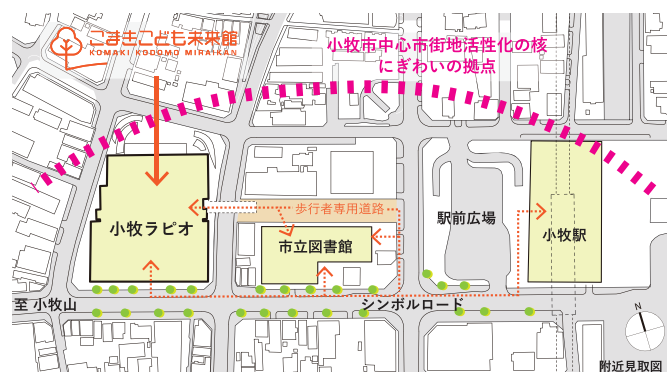 こまきこども未来館
KOMAKI KODOMO MIRAIKAN
小牧市中心市街地活性化の核
にぎわいの拠点
歩行者専用道路
駅前広場
小牧ラピオ
市立図書館
小牧駅
至 小牧山
シンボルロード
N
附近見取図